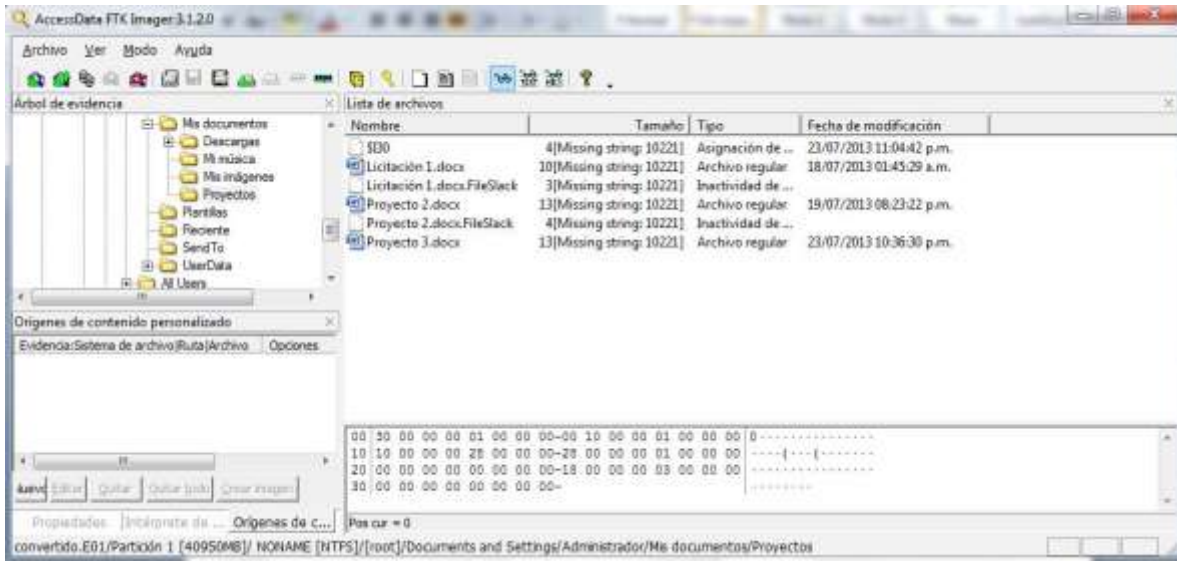 AccessData FTK Imager 3.1.2.0
Archivo Ver Modo Ayuda
Árbol de evidencia
Mis documentos
Descargas
Mi música
Mis imágenes
Proyectos
Plantillas
Reciente
SendTo
UserData
All Users
Orígenes de contenido personalizado
Evidencia:Sistema de archivo|Ruta|Archivo Opciones
Editar Quitar Quitar todo Crear imagen
Propiedades Intérprete de ... Orígenes de c...
Lista de archivos
Nombre Tamaño Tipo Fecha de modificación
$I30 4[Missing string: 10221] Asignación de ... 23/07/2013 11:04:42 p.m.
Licitación 1.docx 10[Missing string: 10221] Archivo regular 18/07/2013 01:45:29 a.m.
Licitación 1.docx.FileSlack 3[Missing string: 10221] Inactividad de ...
Proyecto 2.docx 13[Missing string: 10221] Archivo regular 19/07/2013 08:23:22 p.m.
Proyecto 2.docx.FileSlack 4[Missing string: 10221] Inactividad de ...
Proyecto 3.docx 13[Missing string: 10221] Archivo regular 23/07/2013 10:36:30 p.m.
00 30 00 00 00 01 00 00 00-00 10 00 00 01 00 00 00 0---------------
10 10 00 00 00 28 00 00 00-28 00 00 00 01 00 00 00 ----(---(-------
20 00 00 00 00 00 00 00 00-18 00 00 00 03 00 00 00 ----------------
30 00 00 00 00 00 00 00 00- --------
Pos cur = 0
convertido.E01/Partición 1 [40950MB]/ NONAME [NTFS]/[root]/Documents and Settings/Administrador/Mis documentos/Proyectos